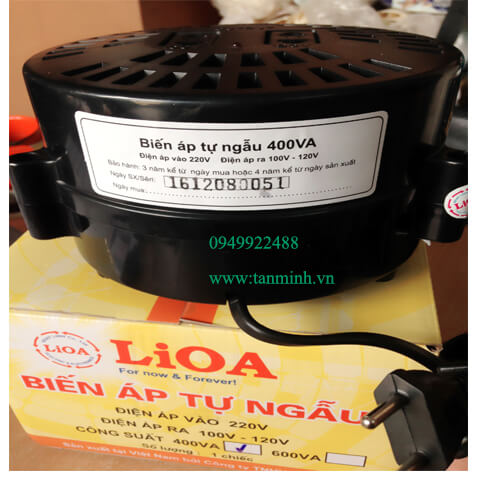 Biến áp tự ngẫu 400VA
Điện áp vào 220V Điện áp ra 100V - 120V
Bảo hành: 3 năm kể từ ngày mua hoặc 4 năm kể từ ngày sản xuất
Ngày SX/Sêri: 1612080051
Ngày mua:
LiOA
0949922488
www.tanminh.vn
LiOA
LiOA
For now & Forever!
BIẾN ÁP TỰ NGẪU
ĐIỆN ÁP VÀO 220V
ĐIỆN ÁP RA 100V - 120V
CÔNG SUẤT 400VA 600VA
Số lượng : 1 chiếc
Sản xuất tại Việt Nam bởi Công ty